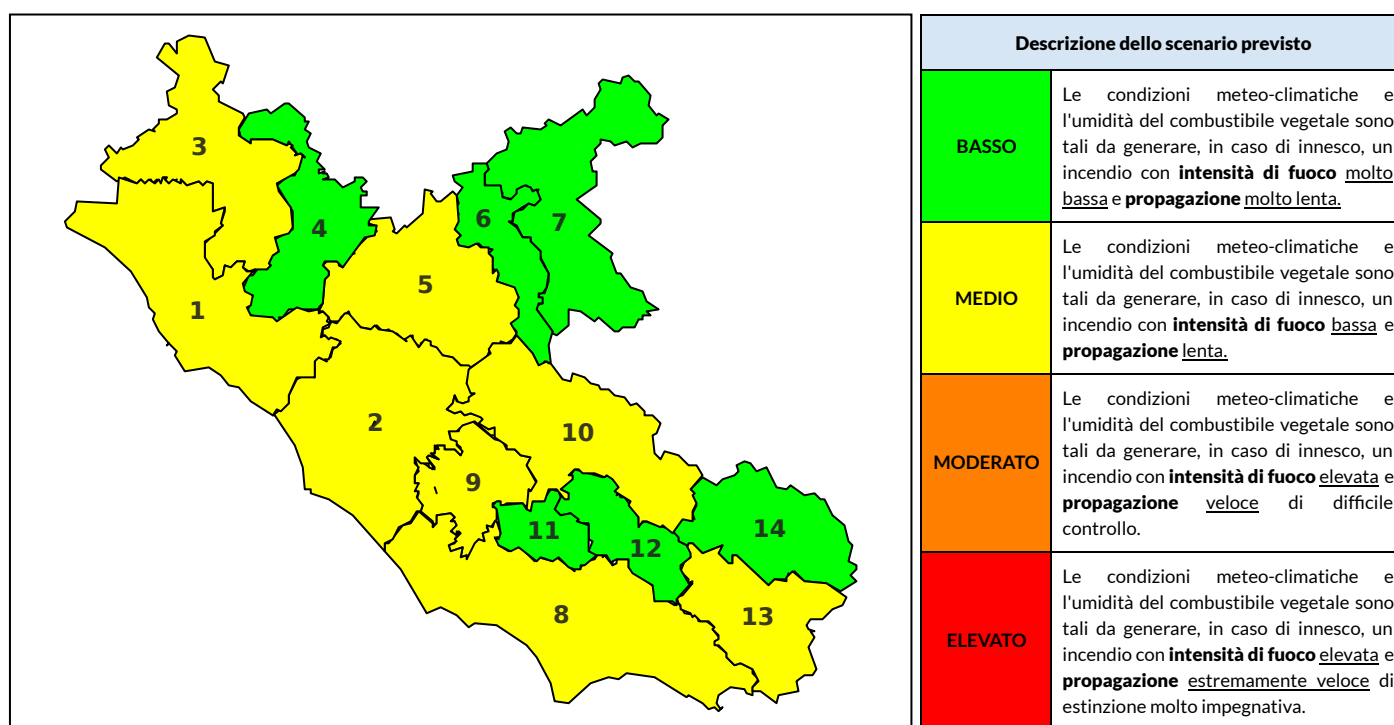 3
4
6
7
5
1
2
10
9
11
12
14
8
13
Descrizione dello scenario previsto
BASSO
Le condizioni meteo-climatiche e
l'umidità del combustibile vegetale sono
tali da generare, in caso di innesco, un
incendio con intensità di fuoco molto
bassa e propagazione molto lenta.
MEDIO
Le condizioni meteo-climatiche e
l'umidità del combustibile vegetale sono
tali da generare, in caso di innesco, un
incendio con intensità di fuoco bassa e
propagazione lenta.
MODERATO
Le condizioni meteo-climatiche e
l'umidità del combustibile vegetale sono
tali da generare, in caso di innesco, un
incendio con intensità di fuoco elevata e
propagazione veloce di difficile
controllo.
ELEVATO
Le condizioni meteo-climatiche e
l'umidità del combustibile vegetale sono
tali da generare, in caso di innesco, un
incendio con intensità di fuoco elevata e
propagazione estremamente veloce di
estinzione molto impegnativa.